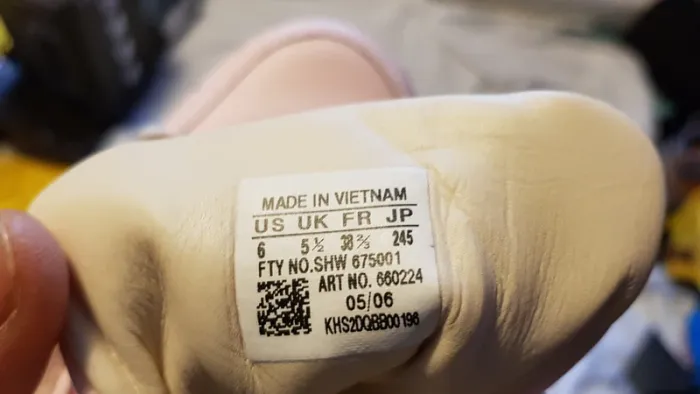 MADE IN VIETNAM
US UK FR JP
6 5½ 38⅔ 245
FTY NO.SHW 675001
ART NO. 660224
05/06
KHS2DQBB00196